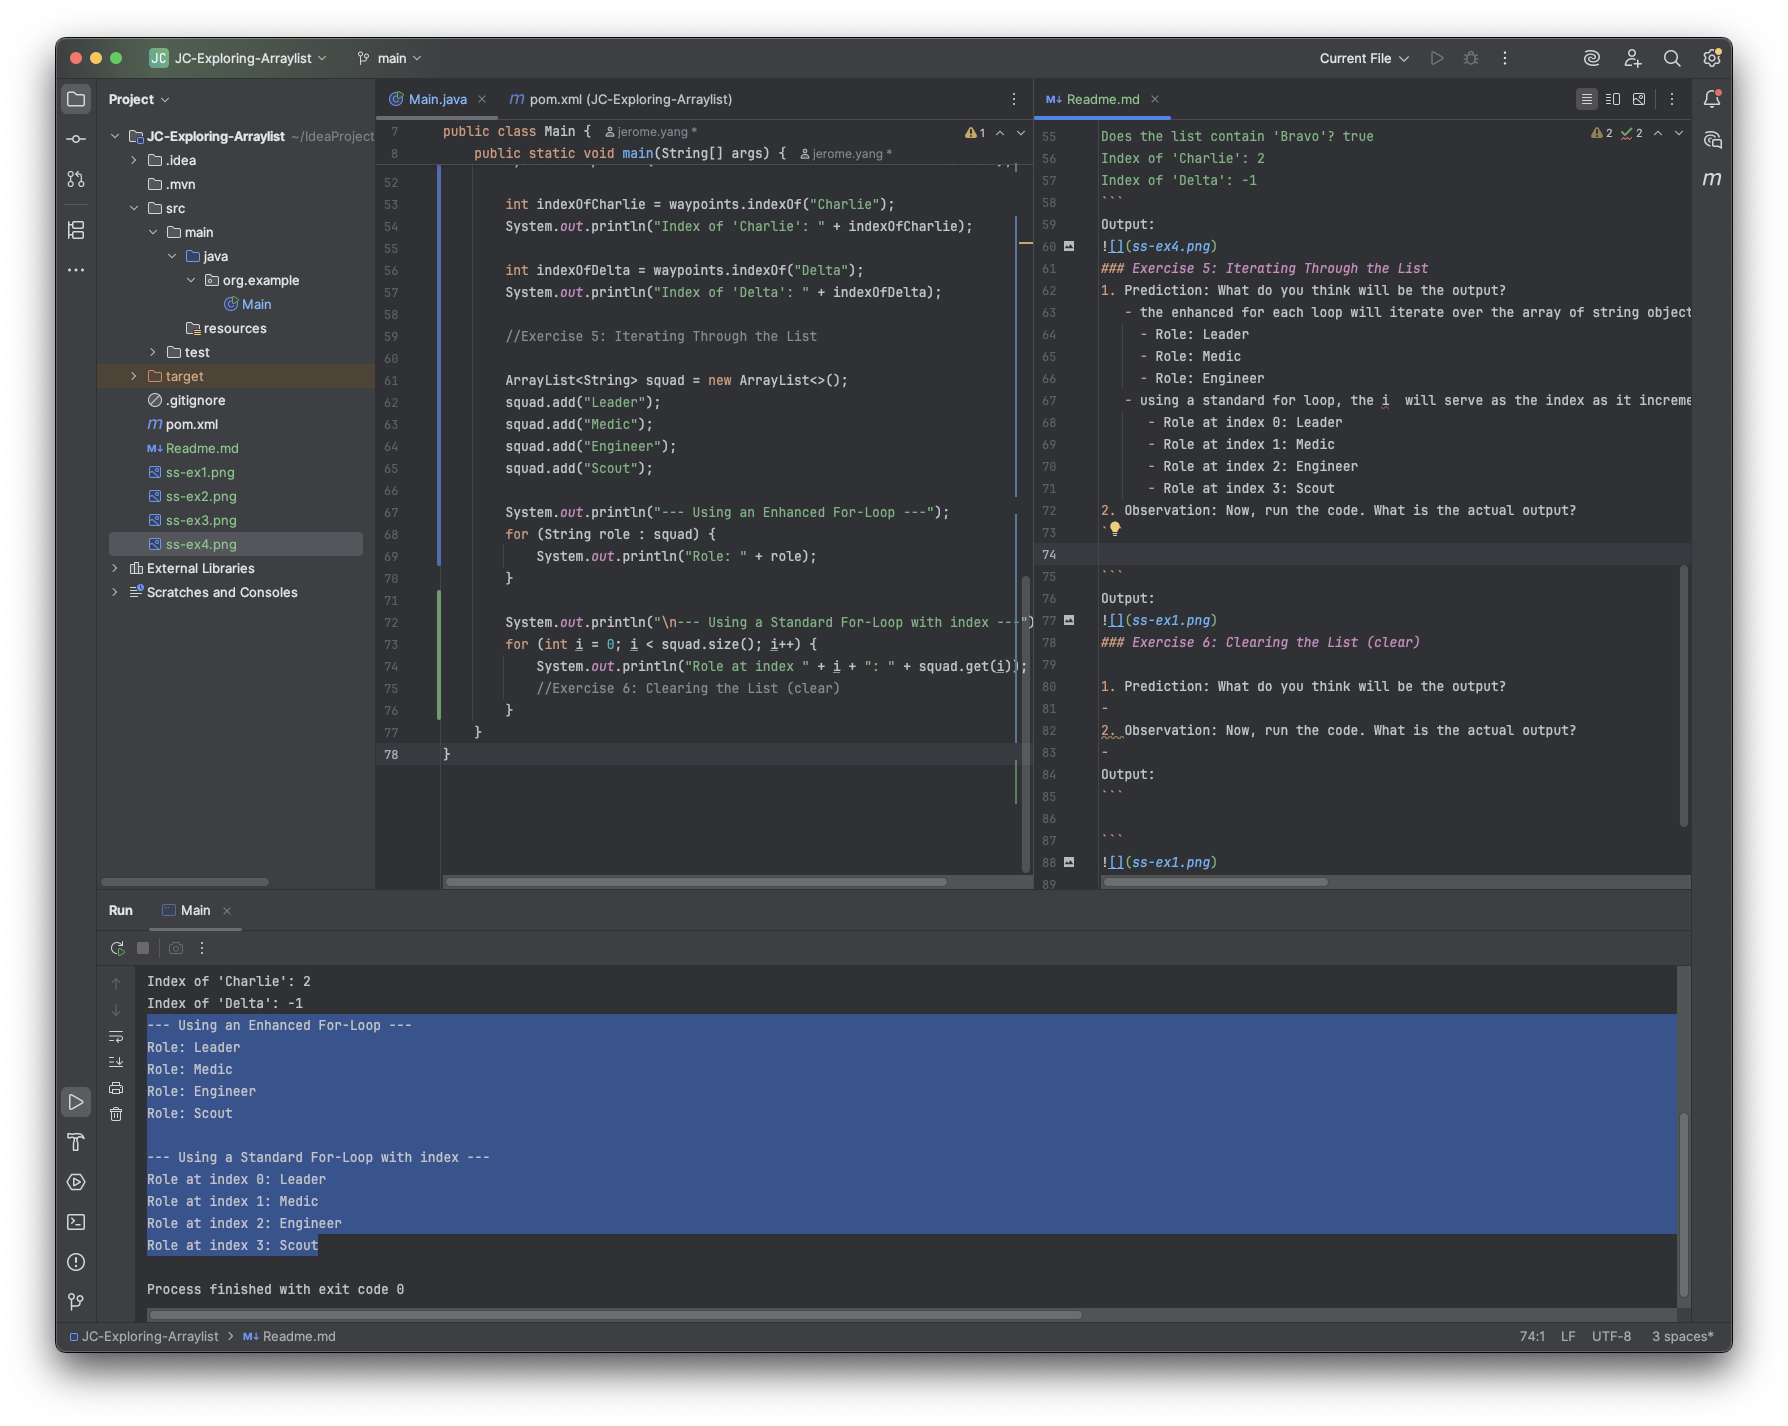 JC JC-Exploring-Arraylist main Current File
Project
JC-Exploring-Arraylist ~/IdeaProject
.idea
.mvn
src
main
java
org.example
Main
resources
test
target
.gitignore
pom.xml
Readme.md
ss-ex1.png
ss-ex2.png
ss-ex3.png
ss-ex4.png
External Libraries
Scratches and Consoles
Main.java pom.xml (JC-Exploring-Arraylist)
7 public class Main { jerome.yang * 1
8 public static void main(String[] args) { jerome.yang *
52
53 int indexOfCharlie = waypoints.indexOf("Charlie");
54 System.out.println("Index of 'Charlie': " + indexOfCharlie);
55
56 int indexOfDelta = waypoints.indexOf("Delta");
57 System.out.println("Index of 'Delta': " + indexOfDelta);
58
59 //Exercise 5: Iterating Through the List
60
61 ArrayList<String> squad = new ArrayList<>();
62 squad.add("Leader");
63 squad.add("Medic");
64 squad.add("Engineer");
65 squad.add("Scout");
66
67 System.out.println("--- Using an Enhanced For-Loop ---");
68 for (String role : squad) {
69 System.out.println("Role: " + role);
70 }
71
72 System.out.println("\n--- Using a Standard For-Loop with index ---")
73 for (int i = 0; i < squad.size(); i++) {
74 System.out.println("Role at index " + i + ": " + squad.get(i));
75 //Exercise 6: Clearing the List (clear)
76 }
77 }
78 }
M↓ Readme.md
55 Does the list contain 'Bravo'? true 2 2
56 Index of 'Charlie': 2
57 Index of 'Delta': -1
58 ```
59 Output:
60 ![](ss-ex4.png)
61 ### Exercise 5: Iterating Through the List
62 1. Prediction: What do you think will be the output?
63 - the enhanced for each loop will iterate over the array of string object
64 - Role: Leader
65 - Role: Medic
66 - Role: Engineer
67 - using a standard for loop, the i  will serve as the index as it increme
68 - Role at index 0: Leader
69 - Role at index 1: Medic
70 - Role at index 2: Engineer
71 - Role at index 3: Scout
72 2. Observation: Now, run the code. What is the actual output?
73 `
74
75 ```
76 Output:
77 ![](ss-ex1.png)
78 ### Exercise 6: Clearing the List (clear)
79
80 1. Prediction: What do you think will be the output?
81 -
82 2. Observation: Now, run the code. What is the actual output?
83 -
84 Output:
85 ```
86
87 ```
88 ![](ss-ex1.png)
89
Run Main
Index of 'Charlie': 2
Index of 'Delta': -1
--- Using an Enhanced For-Loop ---
Role: Leader
Role: Medic
Role: Engineer
Role: Scout
--- Using a Standard For-Loop with index ---
Role at index 0: Leader
Role at index 1: Medic
Role at index 2: Engineer
Role at index 3: Scout
Process finished with exit code 0
JC-Exploring-Arraylist > M↓ Readme.md 74:1 LF UTF-8 3 spaces*